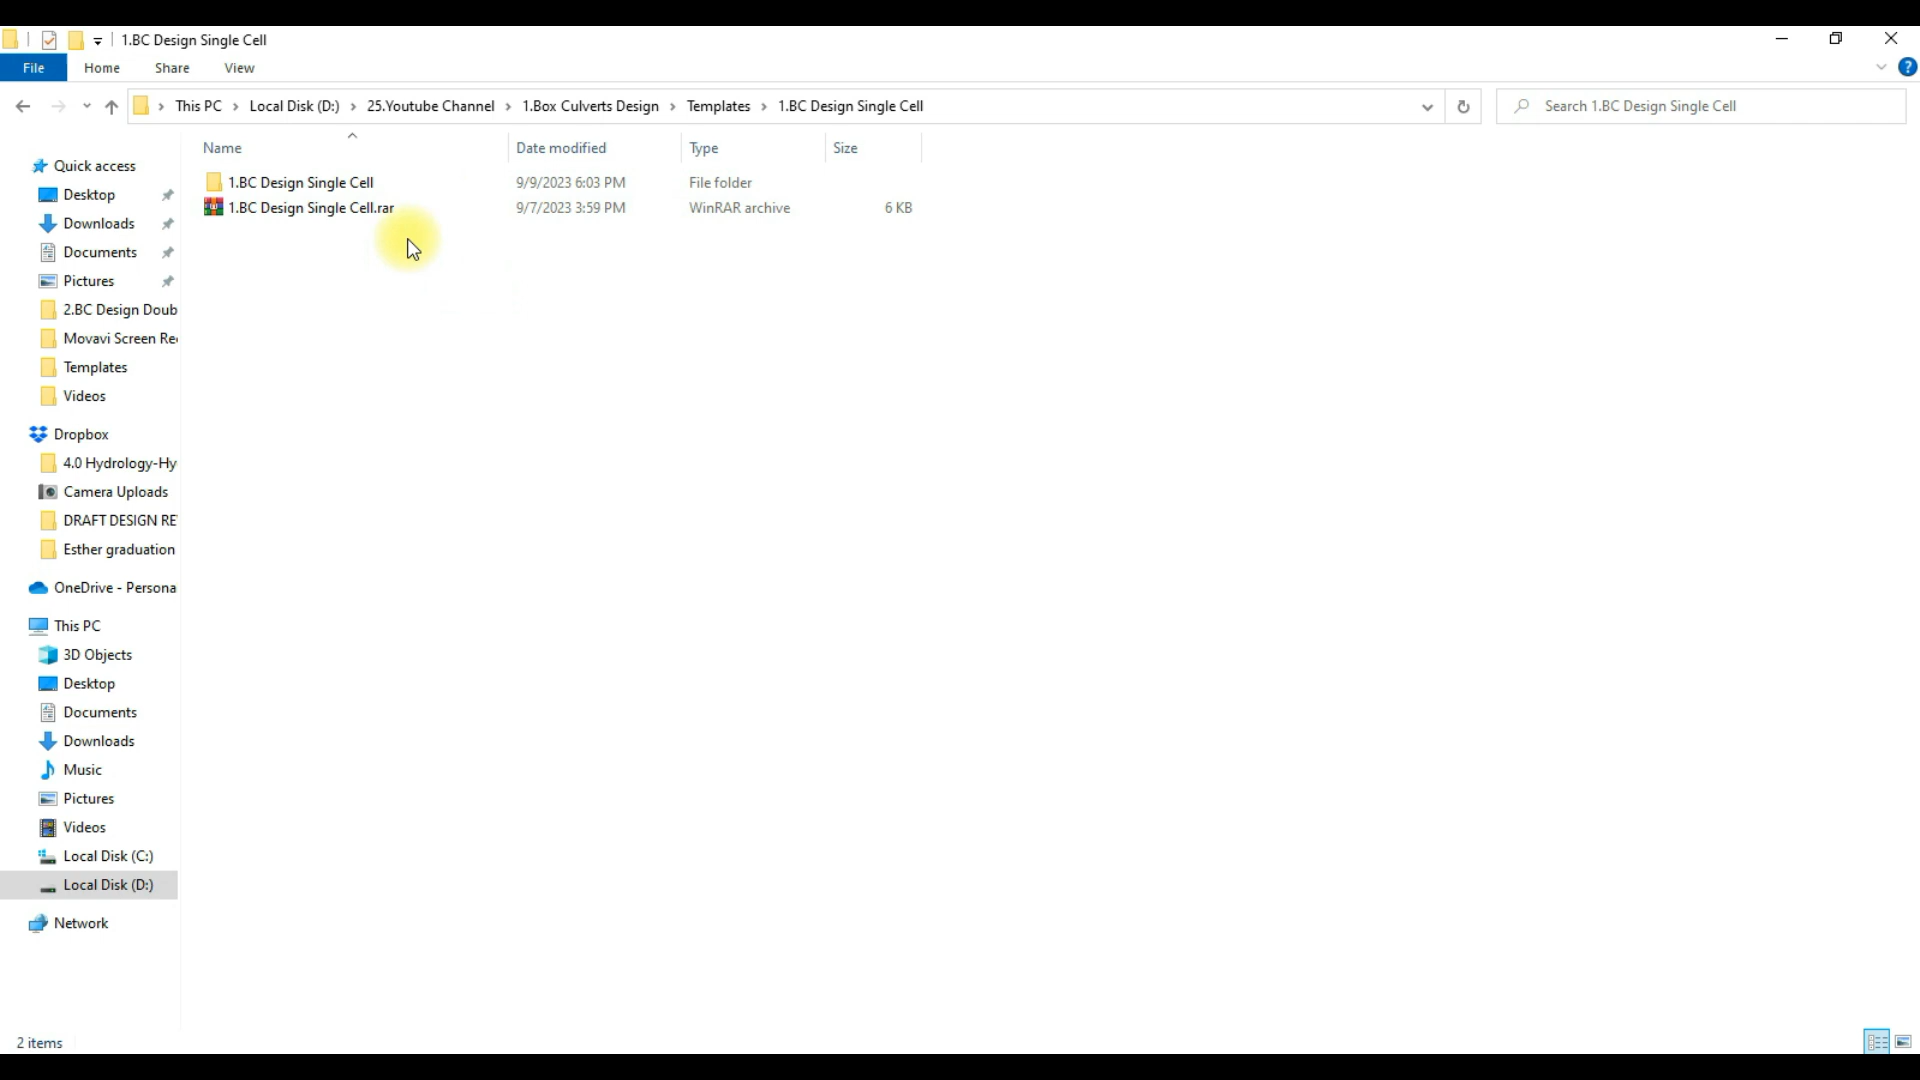 1.BC Design Single Cell
File Home Share View
This PC > Local Disk (D:) > 25.Youtube Channel > 1.Box Culverts Design > Templates > 1.BC Design Single Cell
Search 1.BC Design Single Cell
Name Date modified Type Size
1.BC Design Single Cell 9/9/2023 6:03 PM File folder
1.BC Design Single Cell.rar 9/7/2023 3:59 PM WinRAR archive 6 KB
Quick access
Desktop
Downloads
Documents
Pictures
2.BC Design Doub
Movavi Screen Re
Templates
Videos
Dropbox
4.0 Hydrology-Hy
Camera Uploads
DRAFT DESIGN RE
Esther graduation
OneDrive - Persona
This PC
3D Objects
Desktop
Documents
Downloads
Music
Pictures
Videos
Local Disk (C:)
Local Disk (D:)
Network
2 items